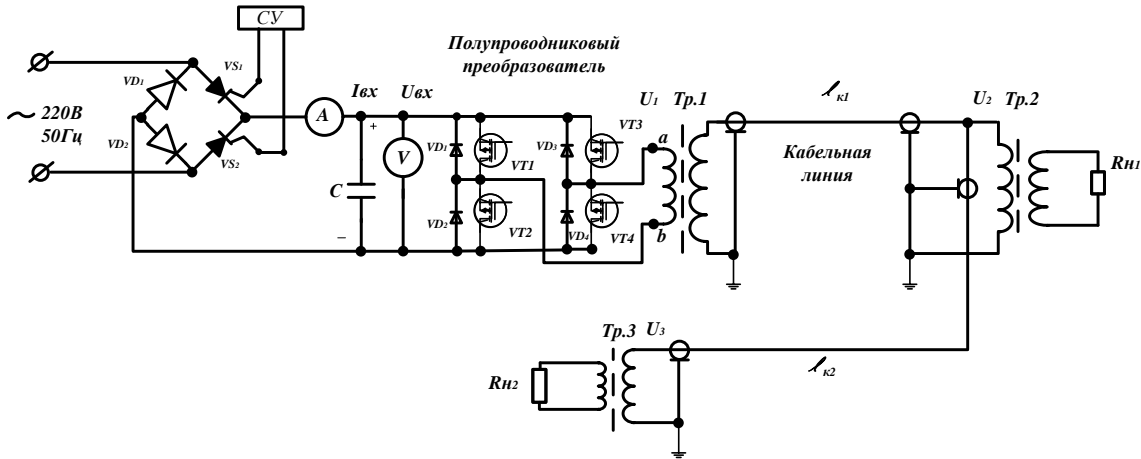 СУ
Полупроводниковый
преобразователь
VD1
VS1
~ 220В
50Гц
VD2
VS2
A
Iвх
Uвх
+
V
C
–
VD1
VT1
VD2
VT2
VD3
VT3
VD4
VT4
U1
Тр.1
a
b
ℓк1
Кабельная
линия
U2
Тр.2
Rн1
Тр.3
U3
Rн2
ℓк2